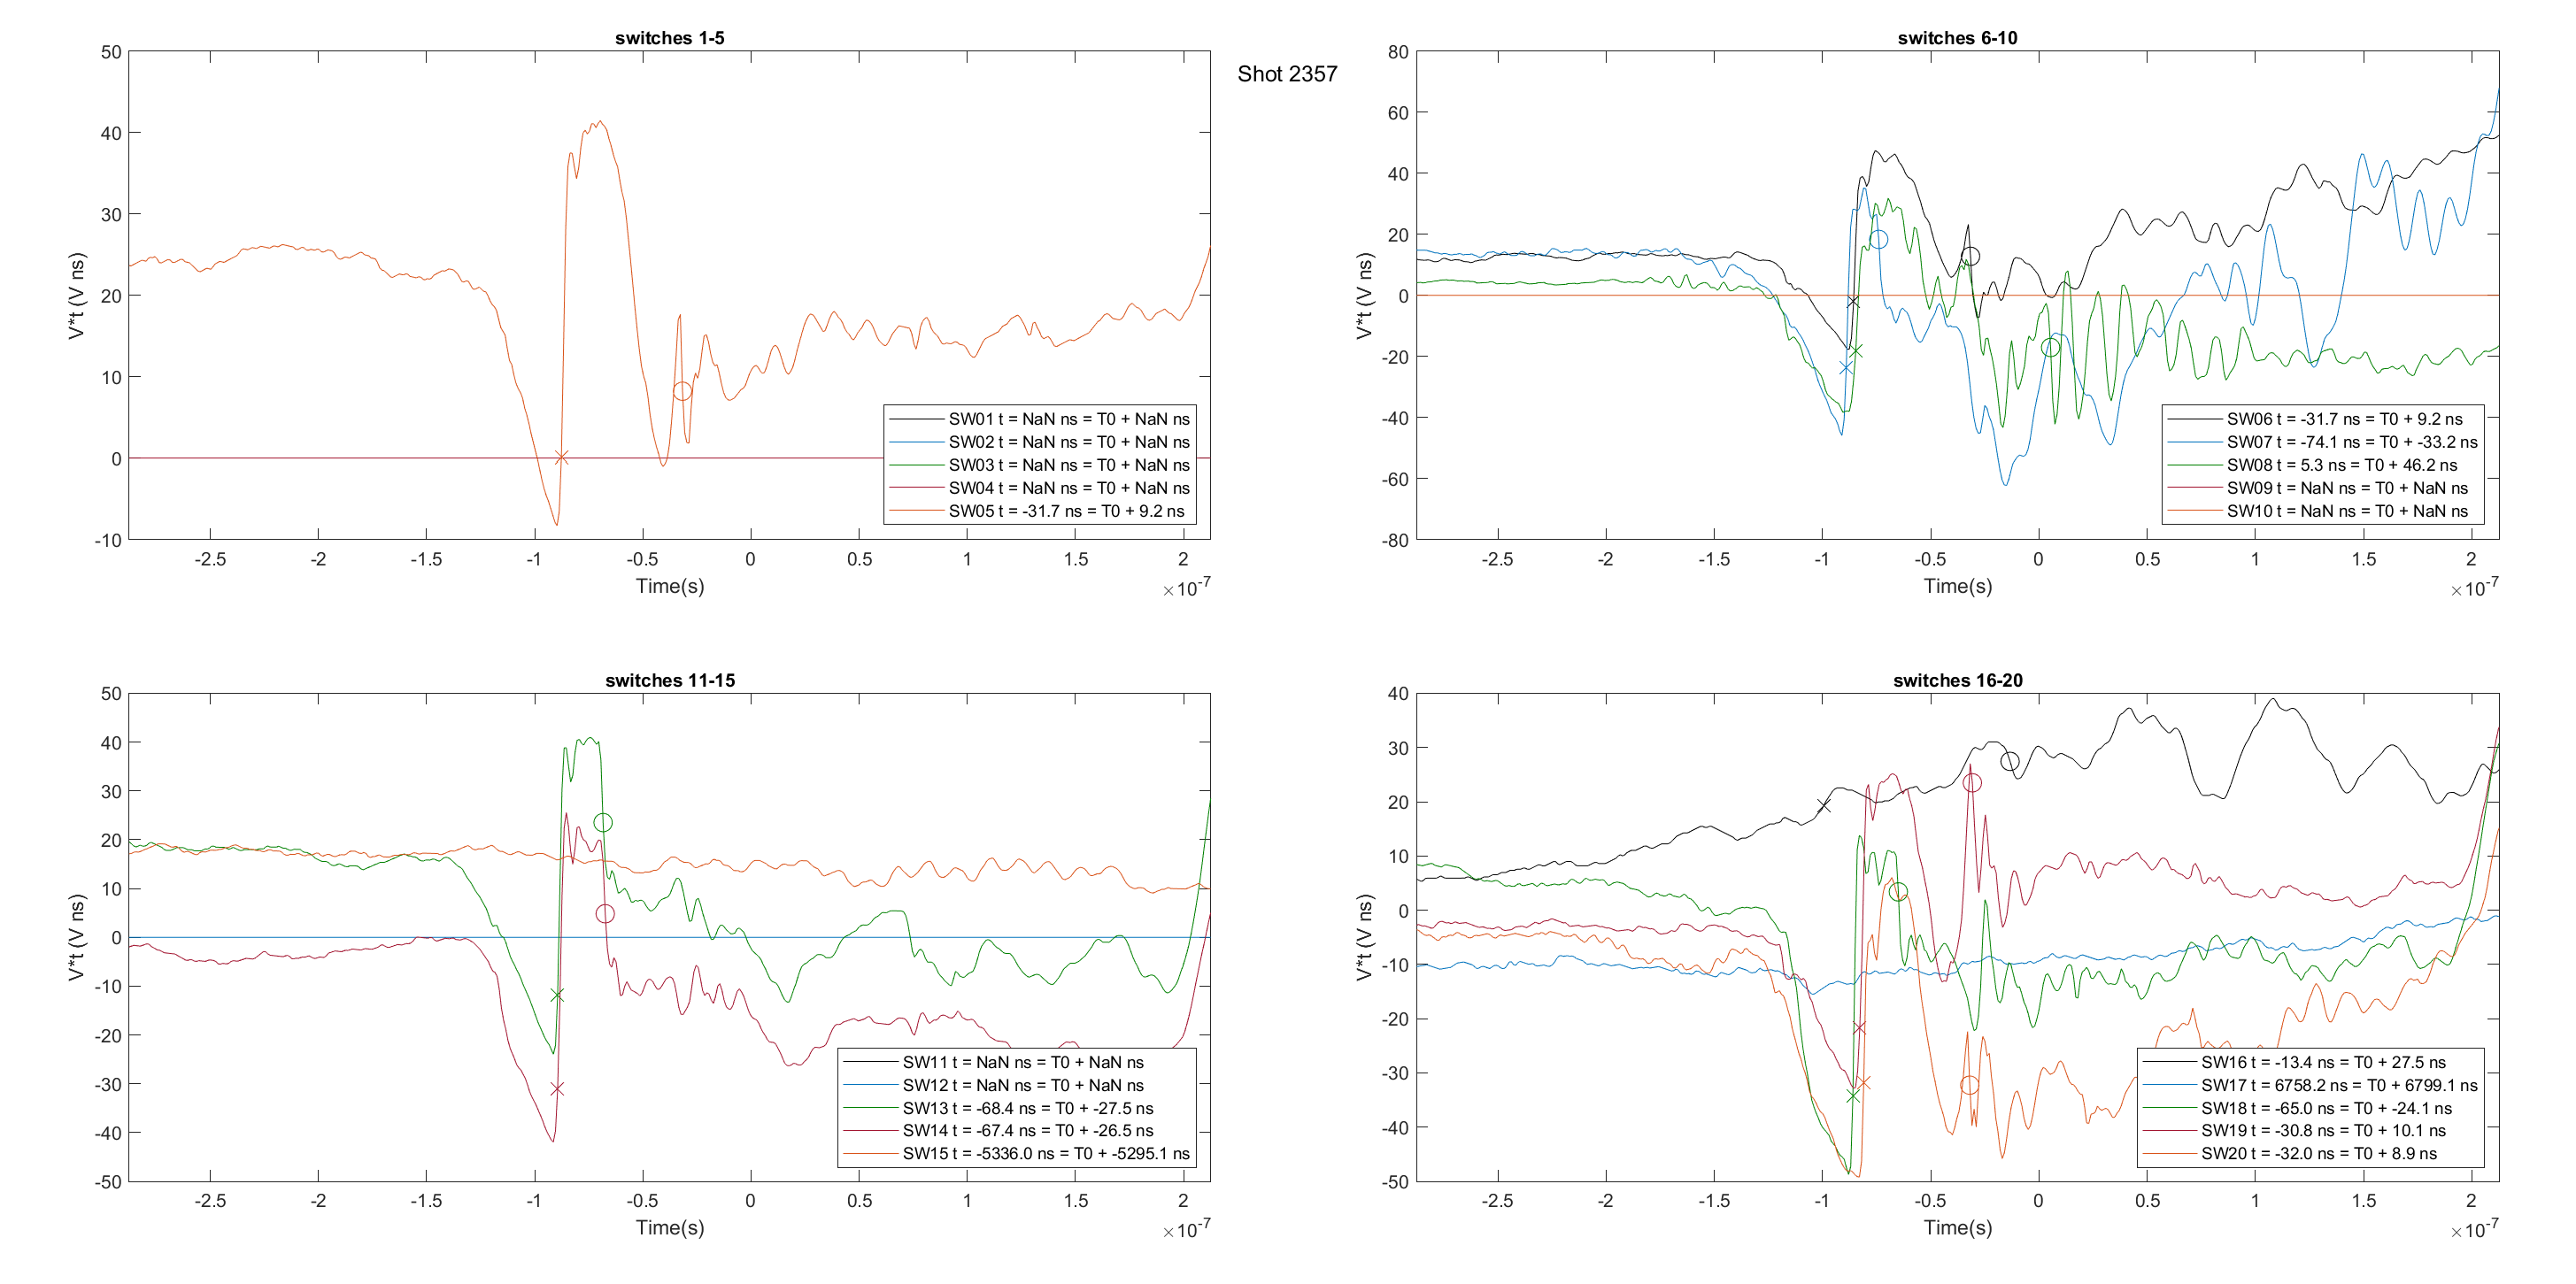 Shot 2357
switches 1-5
50
40
30
20
10
0
-10
V*t (V ns)
-2.5 -2 -1.5 -1 -0.5 0 0.5 1 1.5 2
Time(s)
×10-7
SW01 t = NaN ns = T0 + NaN ns
SW02 t = NaN ns = T0 + NaN ns
SW03 t = NaN ns = T0 + NaN ns
SW04 t = NaN ns = T0 + NaN ns
SW05 t = -31.7 ns = T0 + 9.2 ns
switches 6-10
80
60
40
20
0
-20
-40
-60
-80
V*t (V ns)
-2.5 -2 -1.5 -1 -0.5 0 0.5 1 1.5 2
Time(s)
×10-7
SW06 t = -31.7 ns = T0 + 9.2 ns
SW07 t = -74.1 ns = T0 + -33.2 ns
SW08 t = 5.3 ns = T0 + 46.2 ns
SW09 t = NaN ns = T0 + NaN ns
SW10 t = NaN ns = T0 + NaN ns
switches 11-15
50
40
30
20
10
0
-10
-20
-30
-40
-50
V*t (V ns)
-2.5 -2 -1.5 -1 -0.5 0 0.5 1 1.5 2
Time(s)
×10-7
SW11 t = NaN ns = T0 + NaN ns
SW12 t = NaN ns = T0 + NaN ns
SW13 t = -68.4 ns = T0 + -27.5 ns
SW14 t = -67.4 ns = T0 + -26.5 ns
SW15 t = -5336.0 ns = T0 + -5295.1 ns
switches 16-20
40
30
20
10
0
-10
-20
-30
-40
-50
V*t (V ns)
-2.5 -2 -1.5 -1 -0.5 0 0.5 1 1.5 2
Time(s)
×10-7
SW16 t = -13.4 ns = T0 + 27.5 ns
SW17 t = 6758.2 ns = T0 + 6799.1 ns
SW18 t = -65.0 ns = T0 + -24.1 ns
SW19 t = -30.8 ns = T0 + 10.1 ns
SW20 t = -32.0 ns = T0 + 8.9 ns